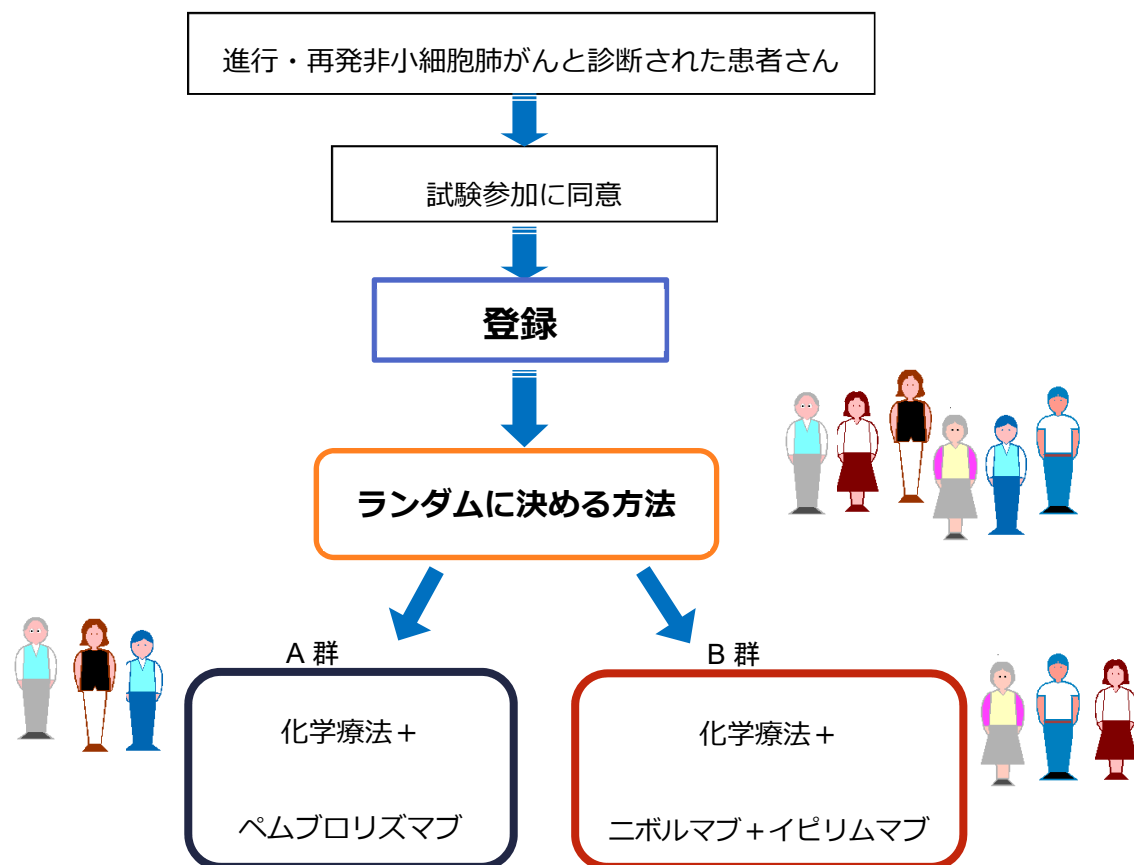 進行・再発非小細胞肺がんと診断された患者さん
試験参加に同意
登録
ランダムに決める方法
A 群
化学療法＋
ペムブロリズマブ
B 群
化学療法＋
ニボルマブ＋イピリムマブ